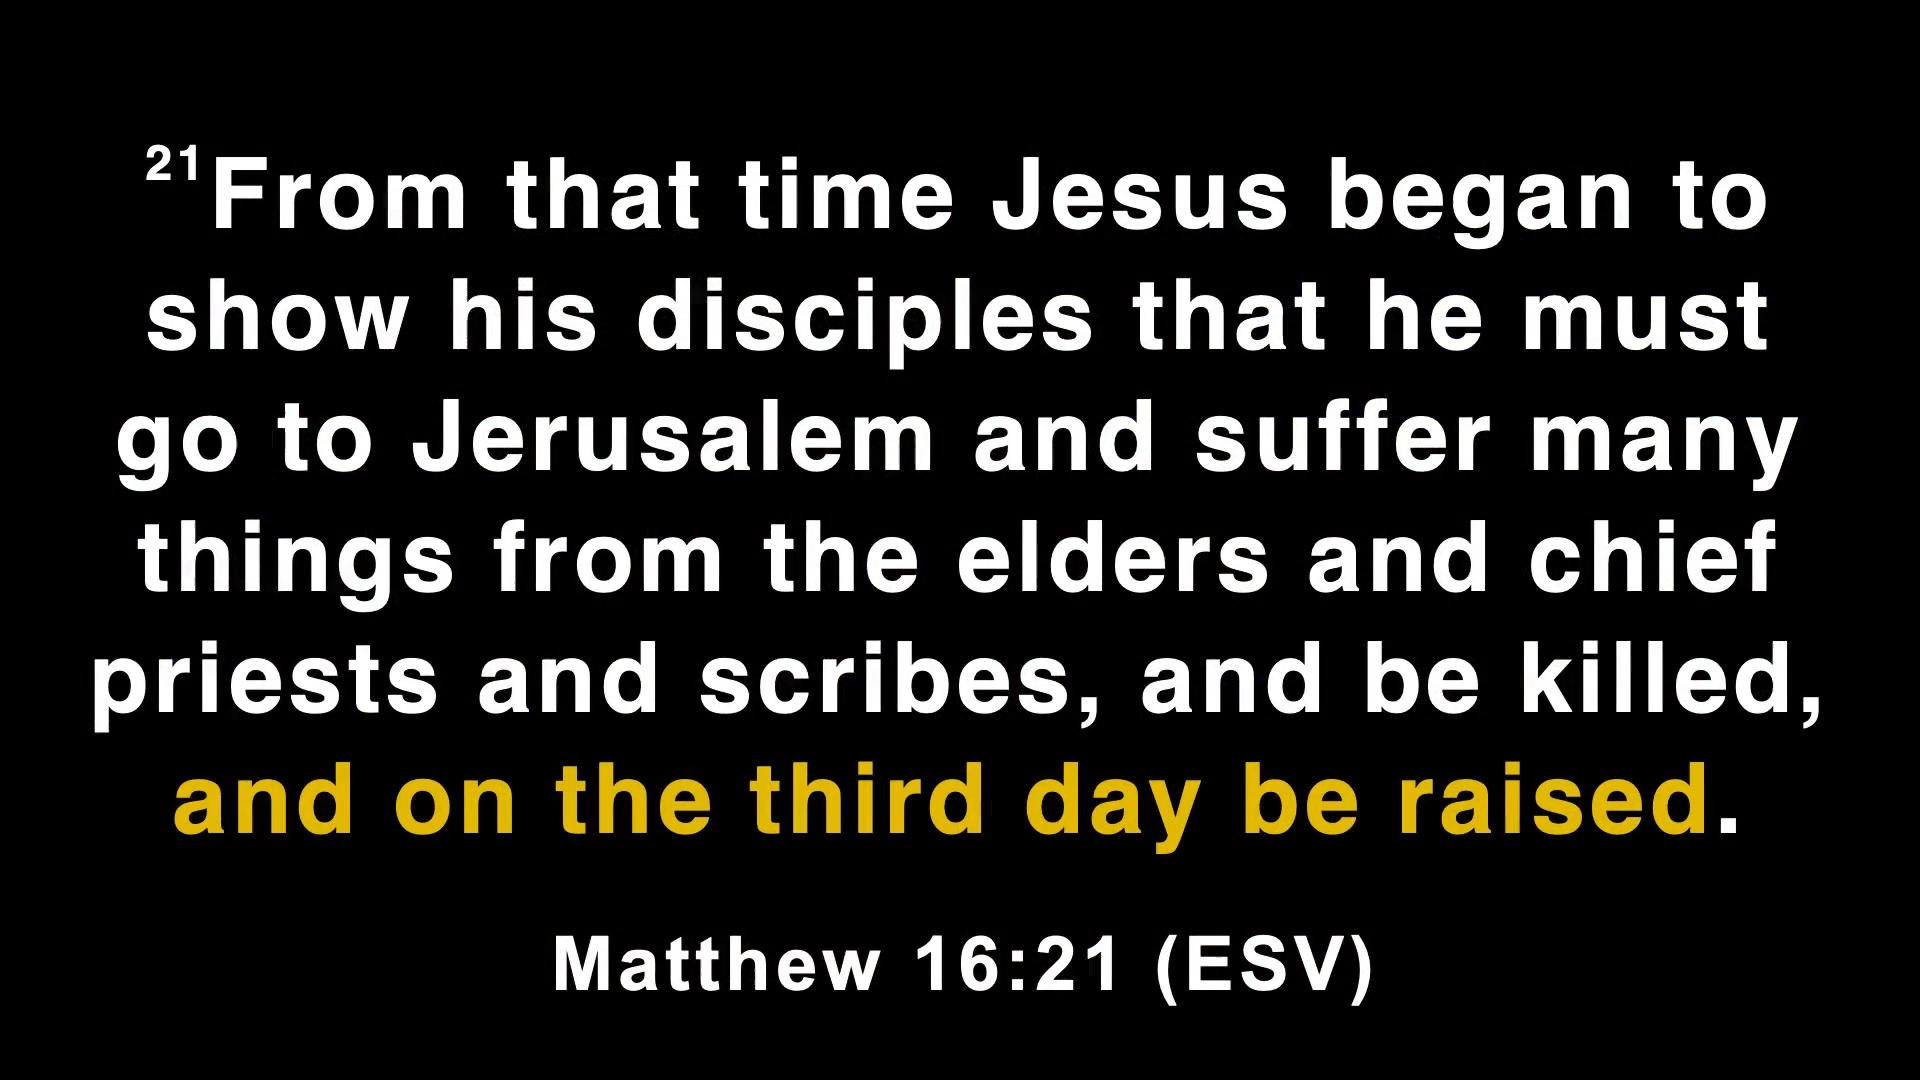 21From that time Jesus began to
show his disciples that he must
go to Jerusalem and suffer many
things from the elders and chief
priests and scribes, and be killed,
and on the third day be raised.
Matthew 16:21 (ESV)